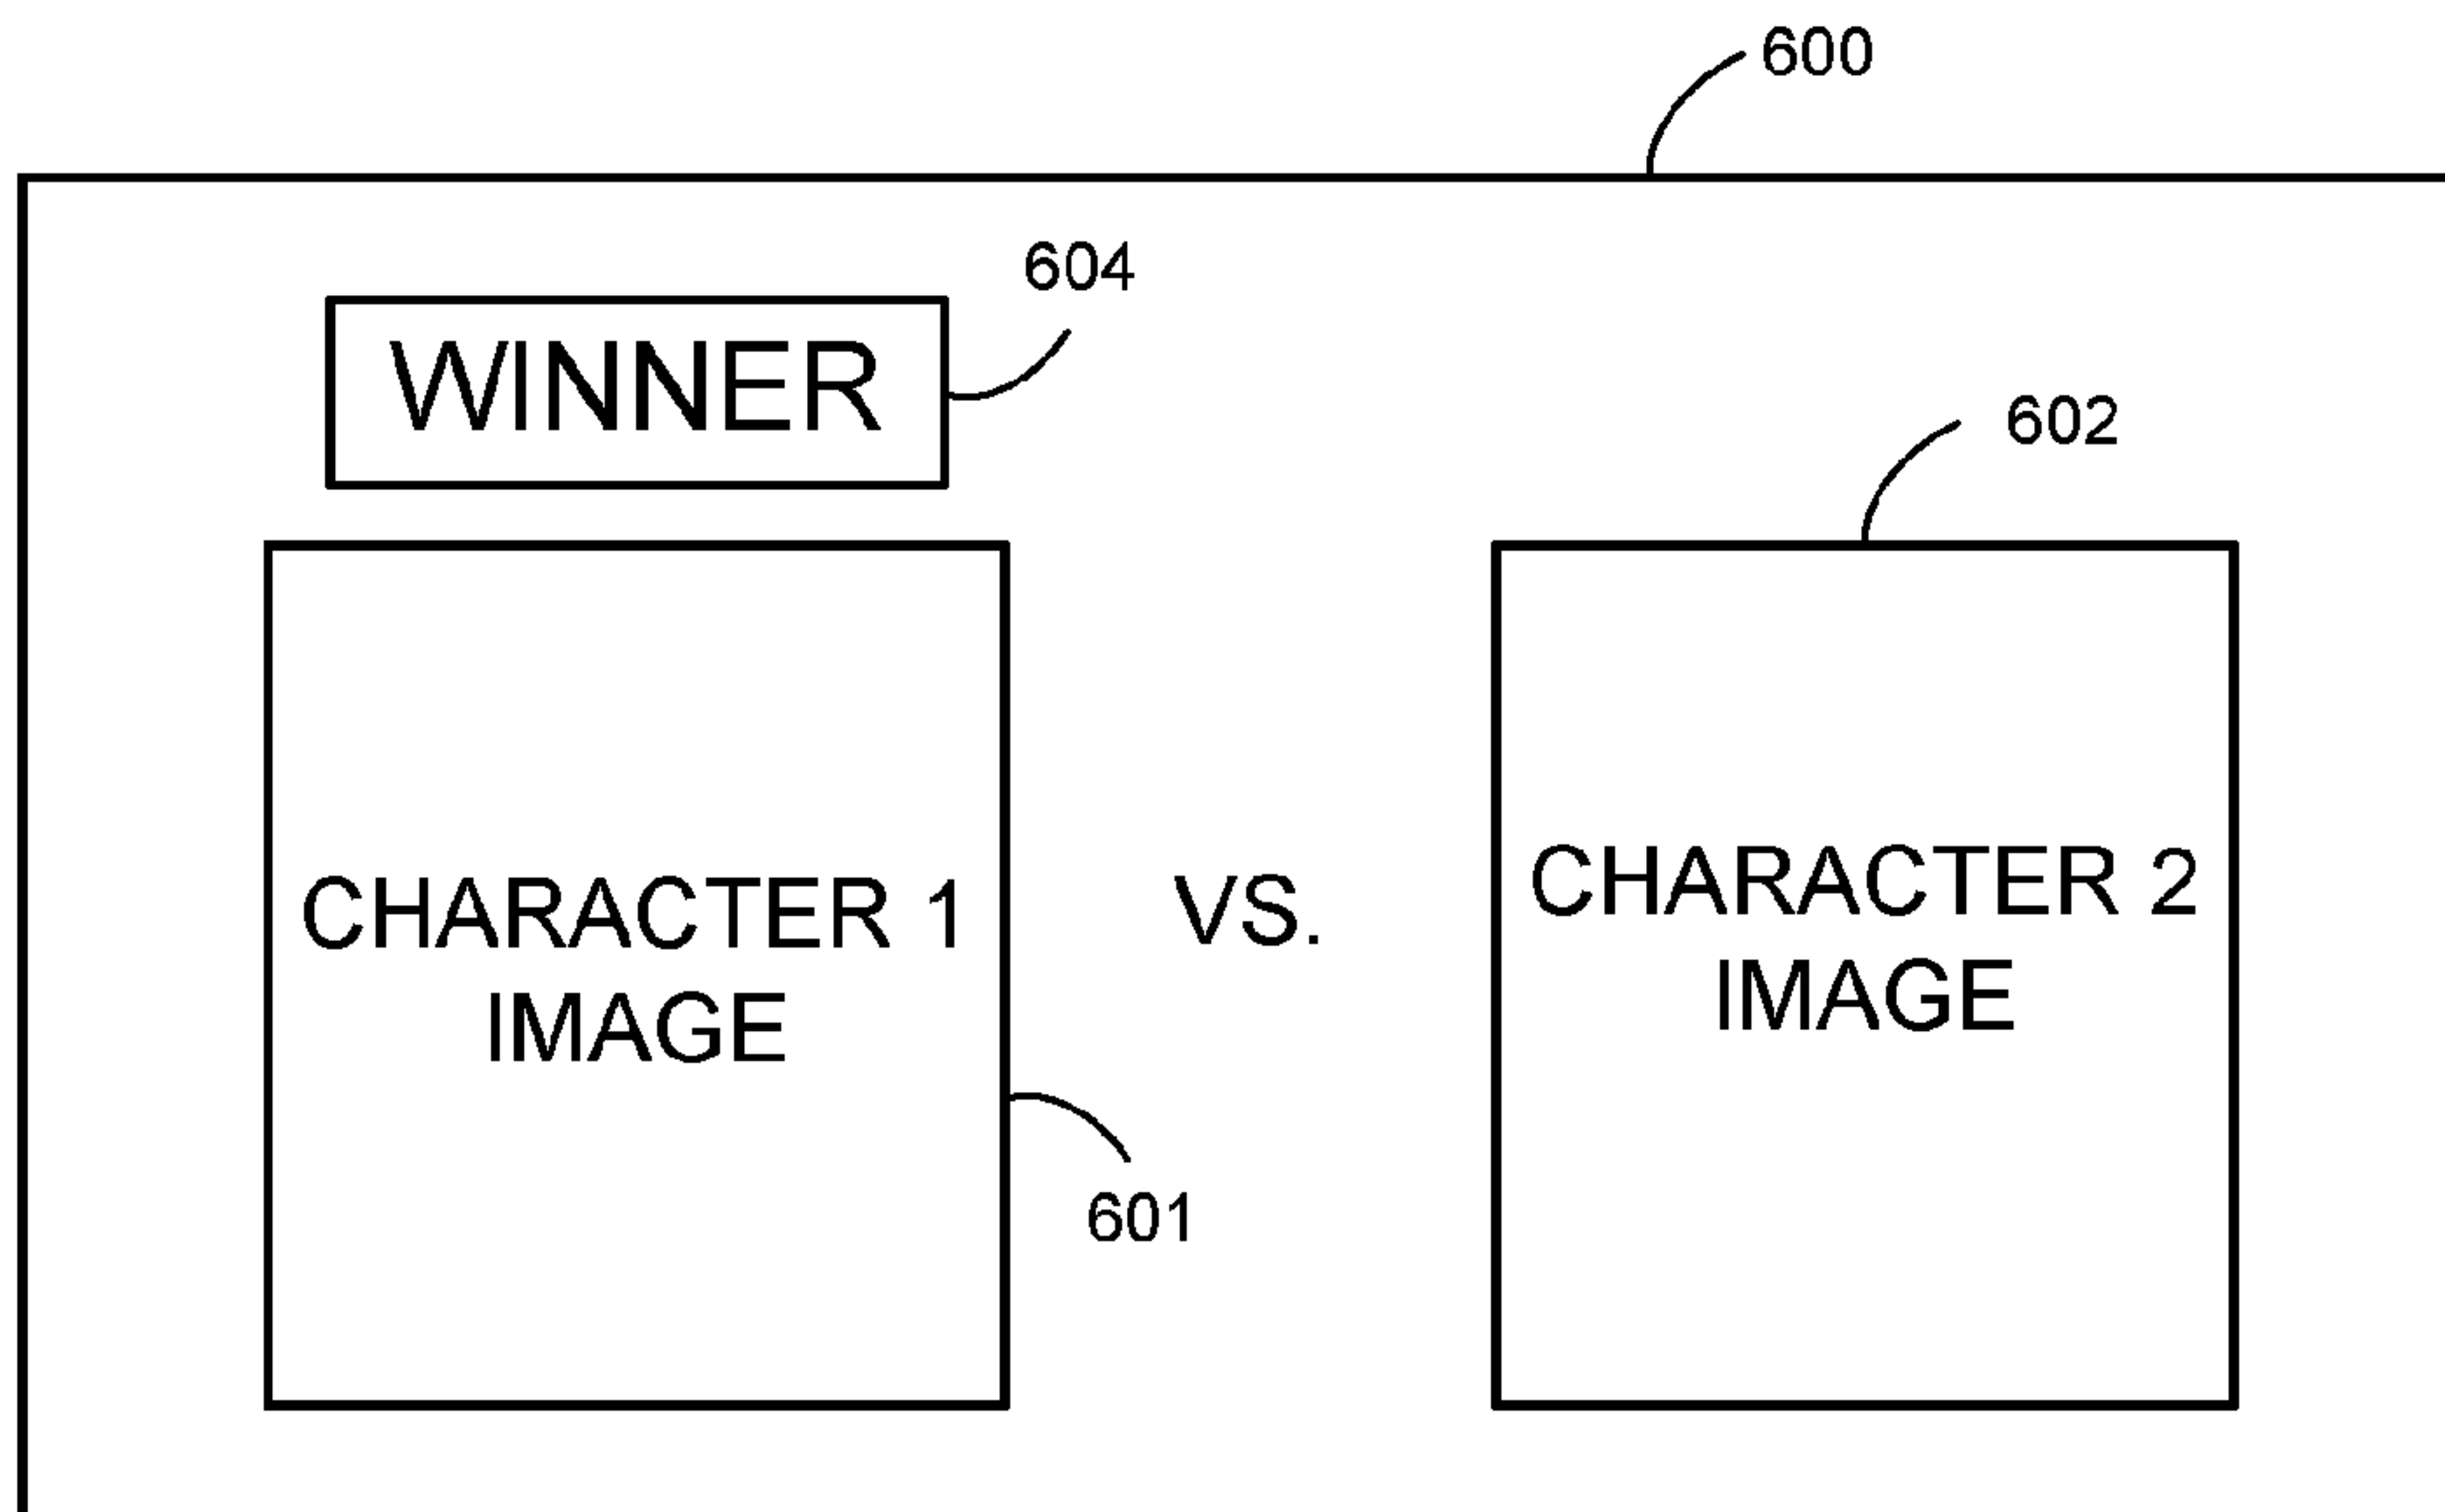 600
604
WINNER
602
CHARACTER 1
IMAGE
VS.
CHARACTER 2
IMAGE
601